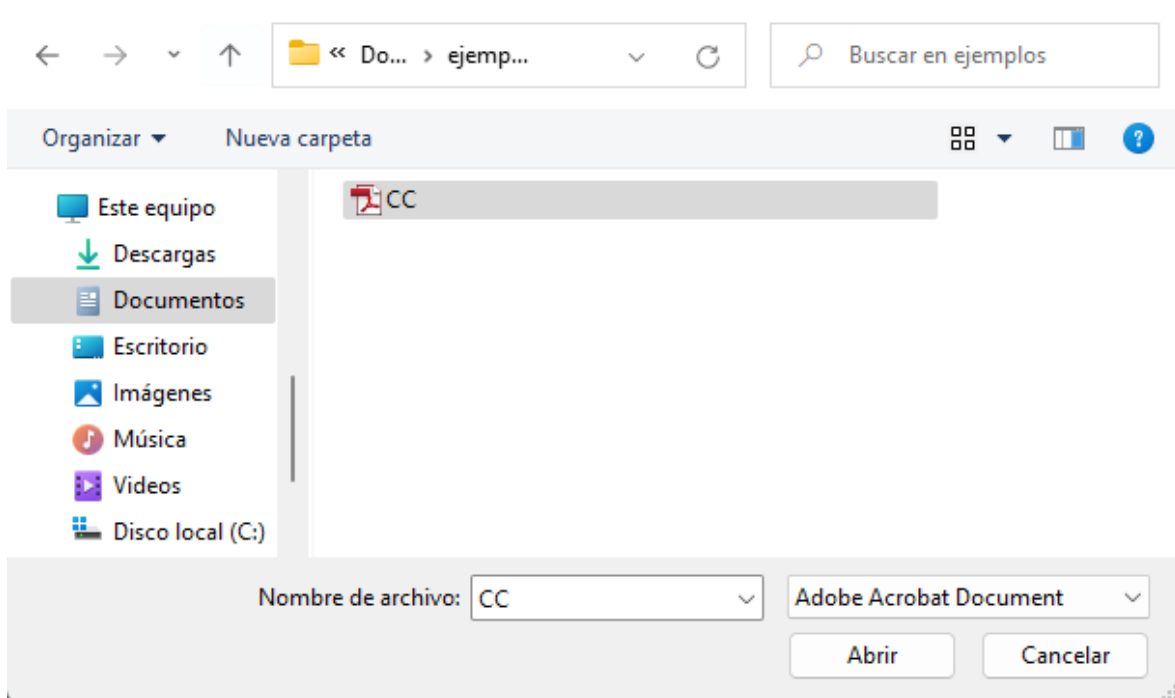 « Do... › ejemp...
Buscar en ejemplos
Organizar
Nueva carpeta
?
Este equipo
CC
Descargas
Documentos
Escritorio
Imágenes
Música
Videos
Disco local (C:)
Nombre de archivo: CC
Adobe Acrobat Document
Abrir
Cancelar